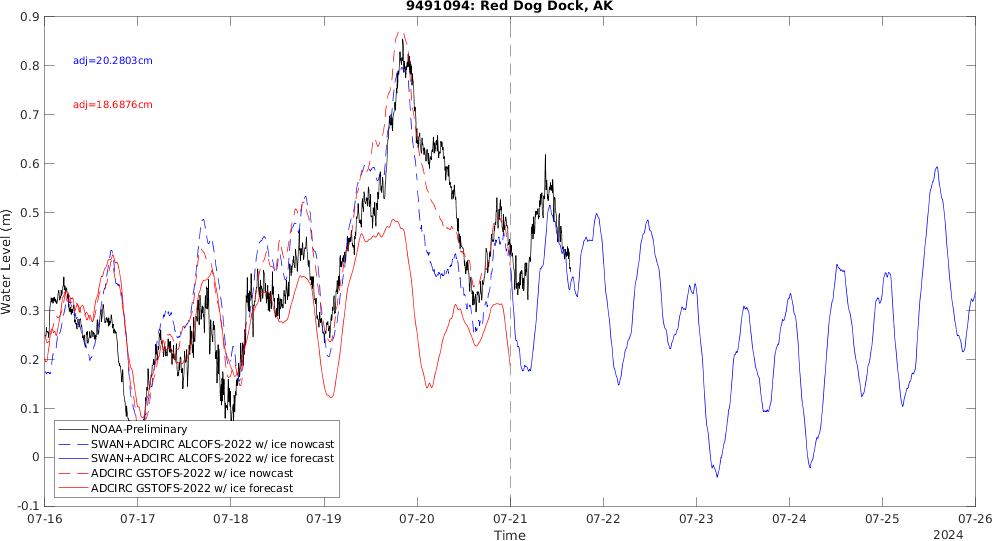 9491094: Red Dog Dock, AK
0.9
0.8
0.7
0.6
0.5
0.4
0.3
0.2
0.1
0
-0.1
Water Level (m)
adj=20.2803cm
adj=18.6876cm
NOAA-Preliminary
SWAN+ADCIRC ALCOFS-2022 w/ ice nowcast
SWAN+ADCIRC ALCOFS-2022 w/ ice forecast
ADCIRC GSTOFS-2022 w/ ice nowcast
ADCIRC GSTOFS-2022 w/ ice forecast
07-16 07-17 07-18 07-19 07-20 07-21 07-22 07-23 07-24 07-25 07-26
Time
2024